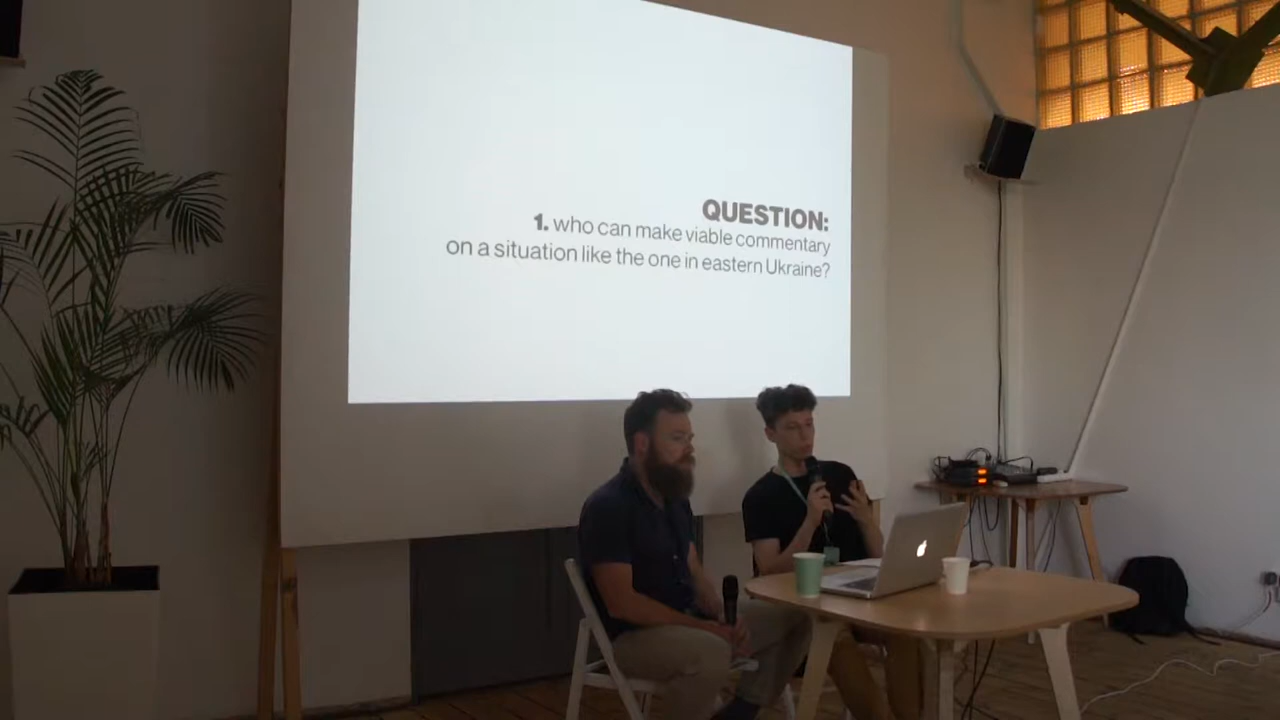 QUESTION:
1. who can make viable commentary
on a situation like the one in eastern Ukraine?